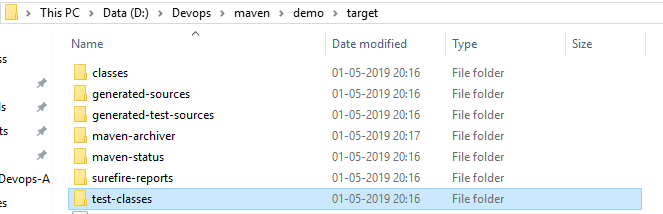 This PC > Data (D:) > Devops > maven > demo > target
Name Date modified Type Size
classes 01-05-2019 20:16 File folder
generated-sources 01-05-2019 20:16 File folder
generated-test-sources 01-05-2019 20:16 File folder
maven-archiver 01-05-2019 20:17 File folder
maven-status 01-05-2019 20:16 File folder
surefire-reports 01-05-2019 20:16 File folder
Devops-A
test-classes 01-05-2019 20:16 File folder